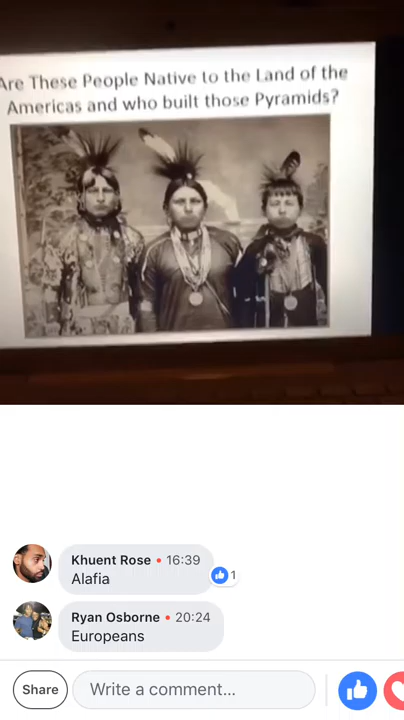 Are These People Native to the Land of the
Americas and who built those Pyramids?
Khuent Rose • 16:39
Alafia
1
Ryan Osborne • 20:24
Europeans
Share
Write a comment...